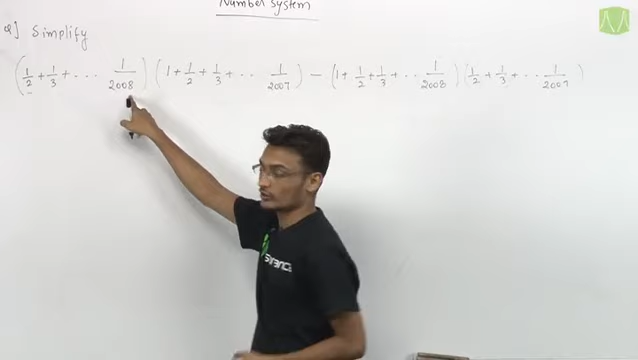 Number System
Q] Simplify
(1/2 + 1/3 + ... 1/2008) (1 + 1/2 + 1/3 + ... 1/2007) - (1 + 1/2 + 1/3 + ... 1/2008) (1/2 + 1/3 + ... 1/2007)